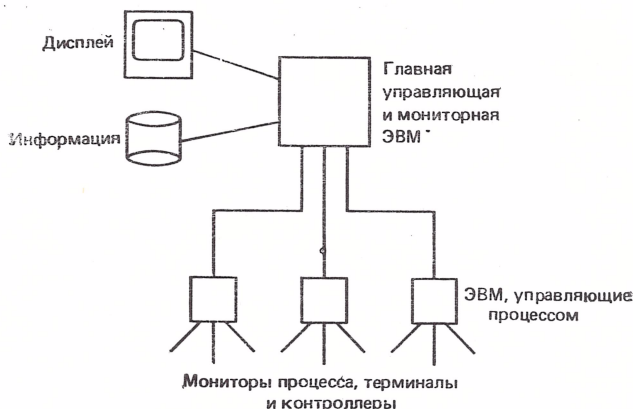 Дисплей
Главная
управляющая
и мониторная
ЭВМ
Информация
ЭВМ, управляющие
процессом
Мониторы процесса, терминалы
и контроллеры